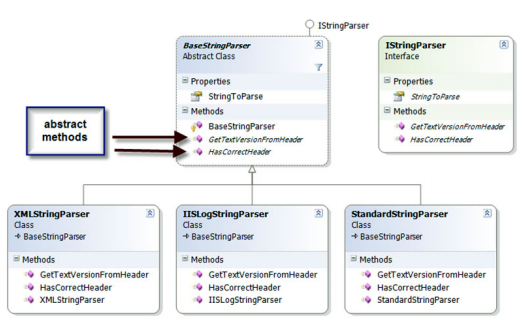 IStringParser
BaseStringParser
Abstract Class
Properties
StringToParse
Methods
BaseStringParser
GetTextVersionFromHeader
HasCorrectHeader
abstract
methods
IStringParser
Interface
Properties
StringToParse
Methods
GetTextVersionFromHeader
HasCorrectHeader
XMLStringParser
Class
BaseStringParser
Methods
GetTextVersionFromHeader
HasCorrectHeader
XMLStringParser
IISLogStringParser
Class
BaseStringParser
Methods
GetTextVersionFromHeader
HasCorrectHeader
IISLogStringParser
StandardStringParser
Class
BaseStringParser
Methods
GetTextVersionFromHeader
HasCorrectHeader
StandardStringParser